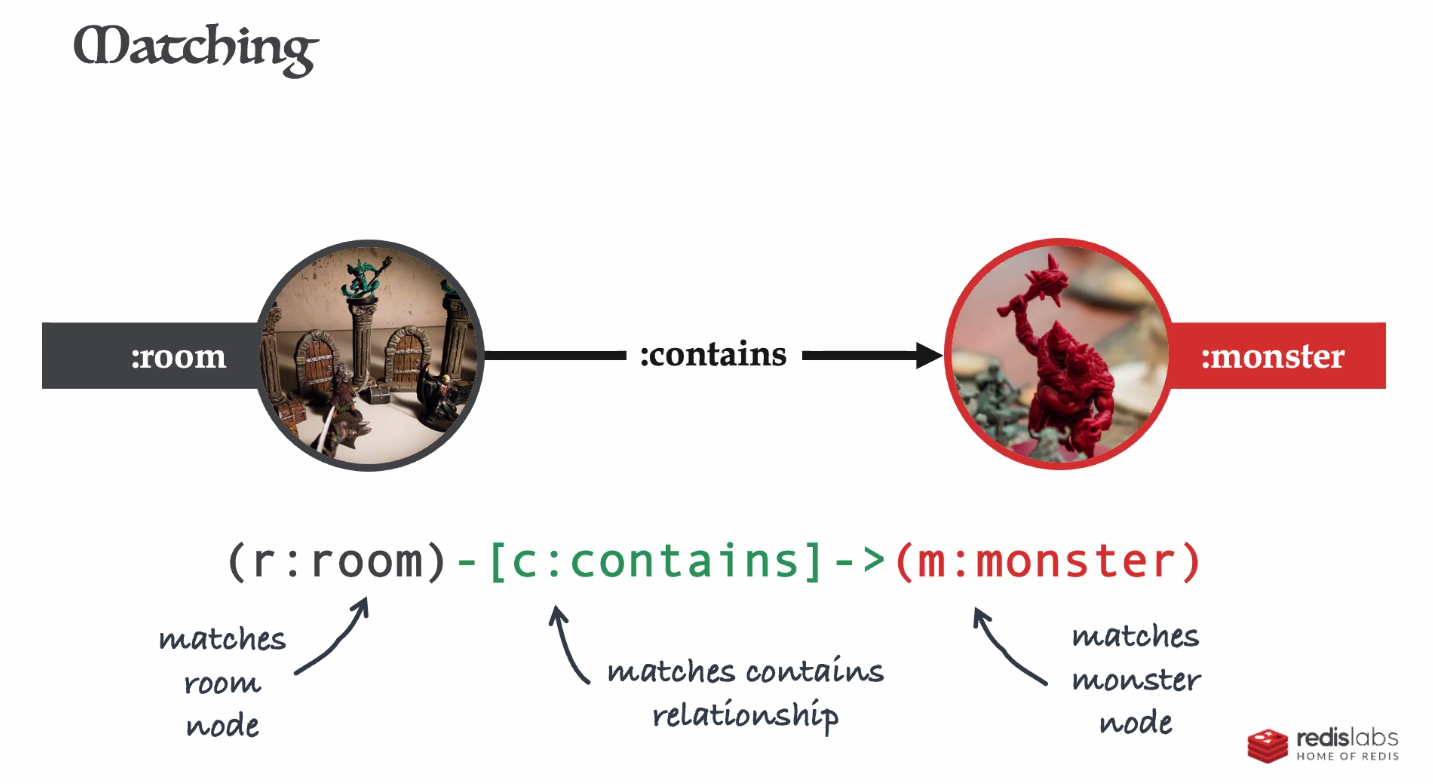 Matching
:room
:contains
:monster
(r:room)-[c:contains]->(m:monster)
matches
room
node
matches contains
relationship
matches
monster
node
redislabs
HOME OF REDIS